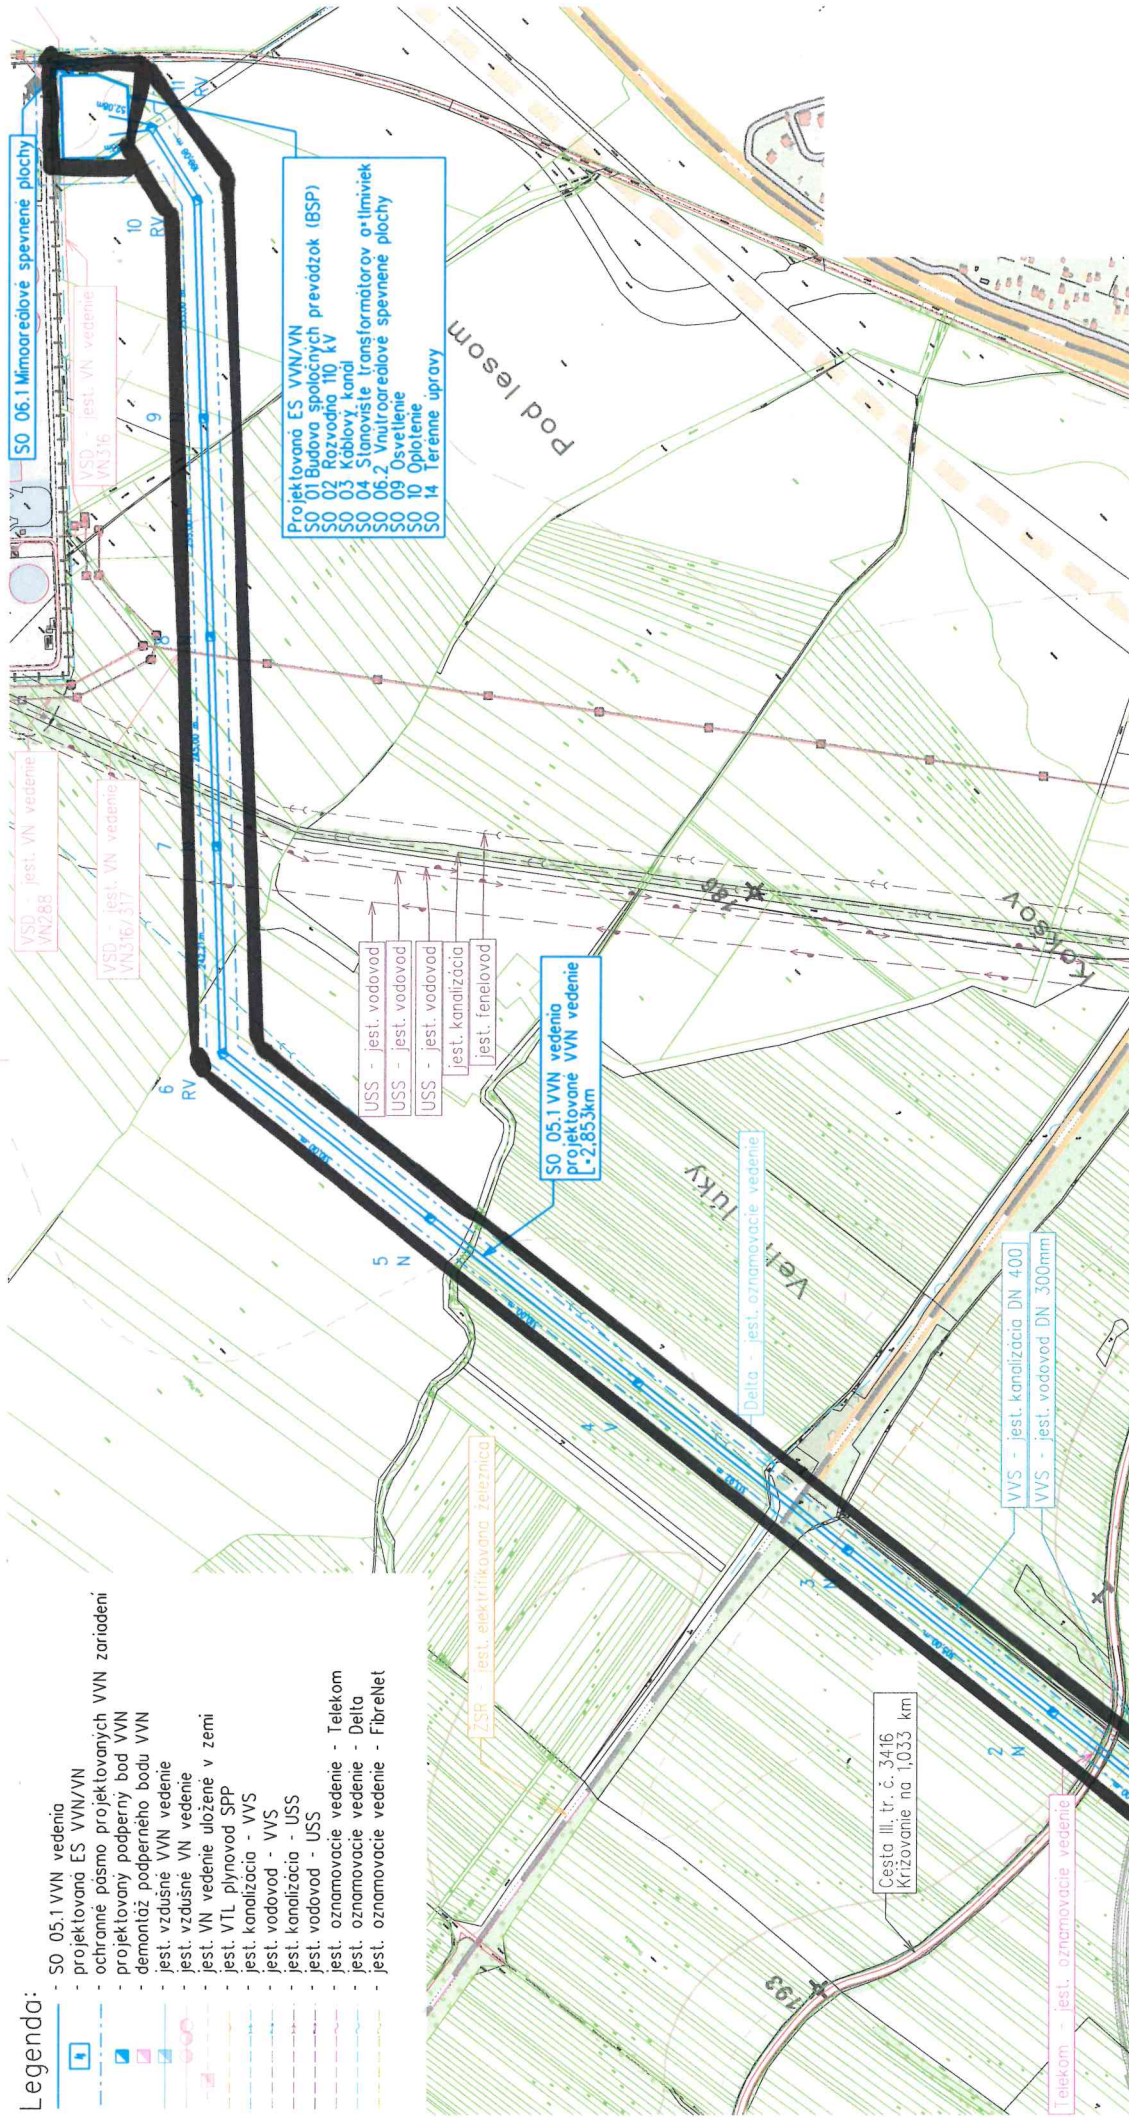 Legenda:
- SO 05.1 VVN vedenia
- projektovaná ES VVN/VN
- ochranné pásmo projektovaných VVN zariadení
- projektovaný podperný bod VVN
- demontáž podperného bodu VVN
- jest. vzdušné VVN vedenie
- jest. vzdušné VN vedenie
- jest. VN vedenie uložené v zemi
- jest. VTL plynovod SPP
- jest. kanalizácia - VVS
- jest. vodovod - VVS
- jest. kanalizácia - USS
- jest. vodovod - USS
- jest. oznamovacie vedenie - Telekom
- jest. oznamovacie vedenie - Delta
- jest. oznamovacie vedenie - FibreNet
SO 06.1 Mimoareálové spevnené plochy
VSD - jest. VN vedenie
VN316
VSD - jest. VN vedenie
VN288
VSD - jest. VN vedenie
VN316/317
Projektovaná ES VVN/VN
SO 01 Budova spoločných prevádzok (BSP)
SO 02 Rozvodňa 110 kV
SO 03 Káblový kanál
SO 04 Stanovište transformátorov a tlmiviek
SO 06.2 Vnútroareálové spevnené plochy
SO 09 Osvetlenie
SO 10 Oplotenie
SO 14 Terénne úpravy
11
RV
10
RV
9
8
7
6
RV
5
N
4
V
3
N
2
N
52.08m
USS - jest. vodovod
USS - jest. vodovod
USS - jest. vodovod
jest. kanalizácia
jest. fenelovod
SO 05.1 VVN vedenia
projektované VVN vedenie
L=2,853km
Pod lesom
190
Kokšov
lúky
Delta - jest. oznamovacie vedenie
ŽSR - jest. elektrifikovaná železnica
VVS - jest. kanalizácia DN 400
VVS - jest. vodovod DN 300mm
Cesta III. tr. č. 3416
Križovanie na 1,033 km
193
Telekom - jest. oznamovacie vedenie